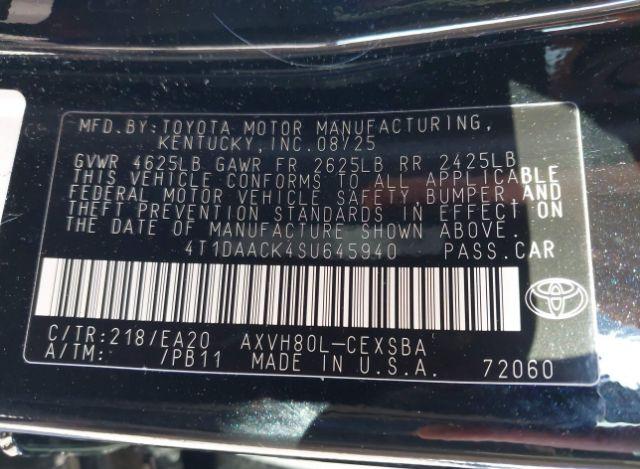 MFD.BY:TOYOTA MOTOR MANUFACTURING,
KENTUCKY,INC.08/25
GVWR 4625LB GAWR FR 2625LB RR 2425LB
THIS VEHICLE CONFORMS TO ALL APPLICABLE
FEDERAL MOTOR VEHICLE SAFETY, BUMPER,AND
THEFT PREVENTION STANDARDS IN EFFECT ON
THE DATE OF MANUFACTURE SHOWN ABOVE.
4T1DAACK4SU645940 PASS.CAR
C/TR:218/EA20 AXVH80L-CEXSBA
A/TM: /PB11 MADE IN U.S.A. 72060